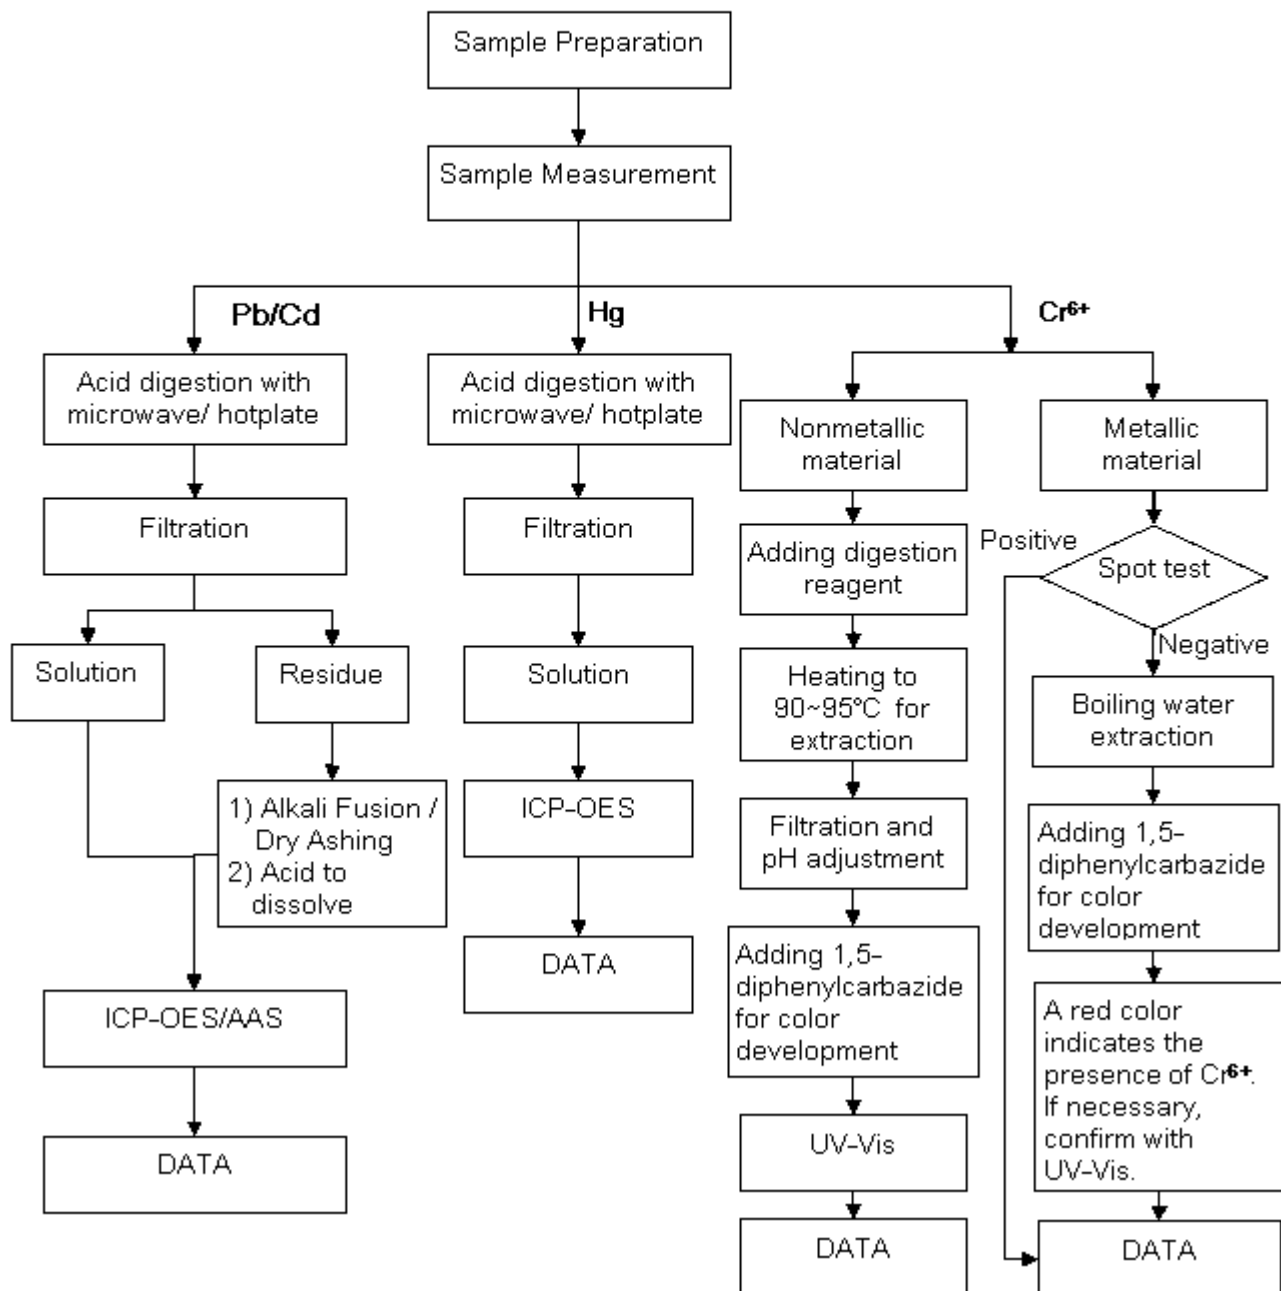 Sample Preparation
Sample Measurement
Pb/Cd
Hg
Cr⁶⁺
Acid digestion with
microwave/ hotplate
Filtration
Solution
Residue
1) Alkali Fusion /
Dry Ashing
2) Acid to
dissolve
ICP-OES/AAS
DATA
Acid digestion with
microwave/ hotplate
Filtration
Solution
ICP-OES
DATA
Nonmetallic
material
Adding digestion
reagent
Heating to
90~95°C for
extraction
Filtration and
pH adjustment
Adding 1,5-
diphenylcarbazide
for color
development
UV-Vis
DATA
Metallic
material
Spot test
Positive
Negative
Boiling water
extraction
Adding 1,5-
diphenylcarbazide
for color
development
A red color
indicates the
presence of Cr⁶⁺.
If necessary,
confirm with
UV-Vis.
DATA